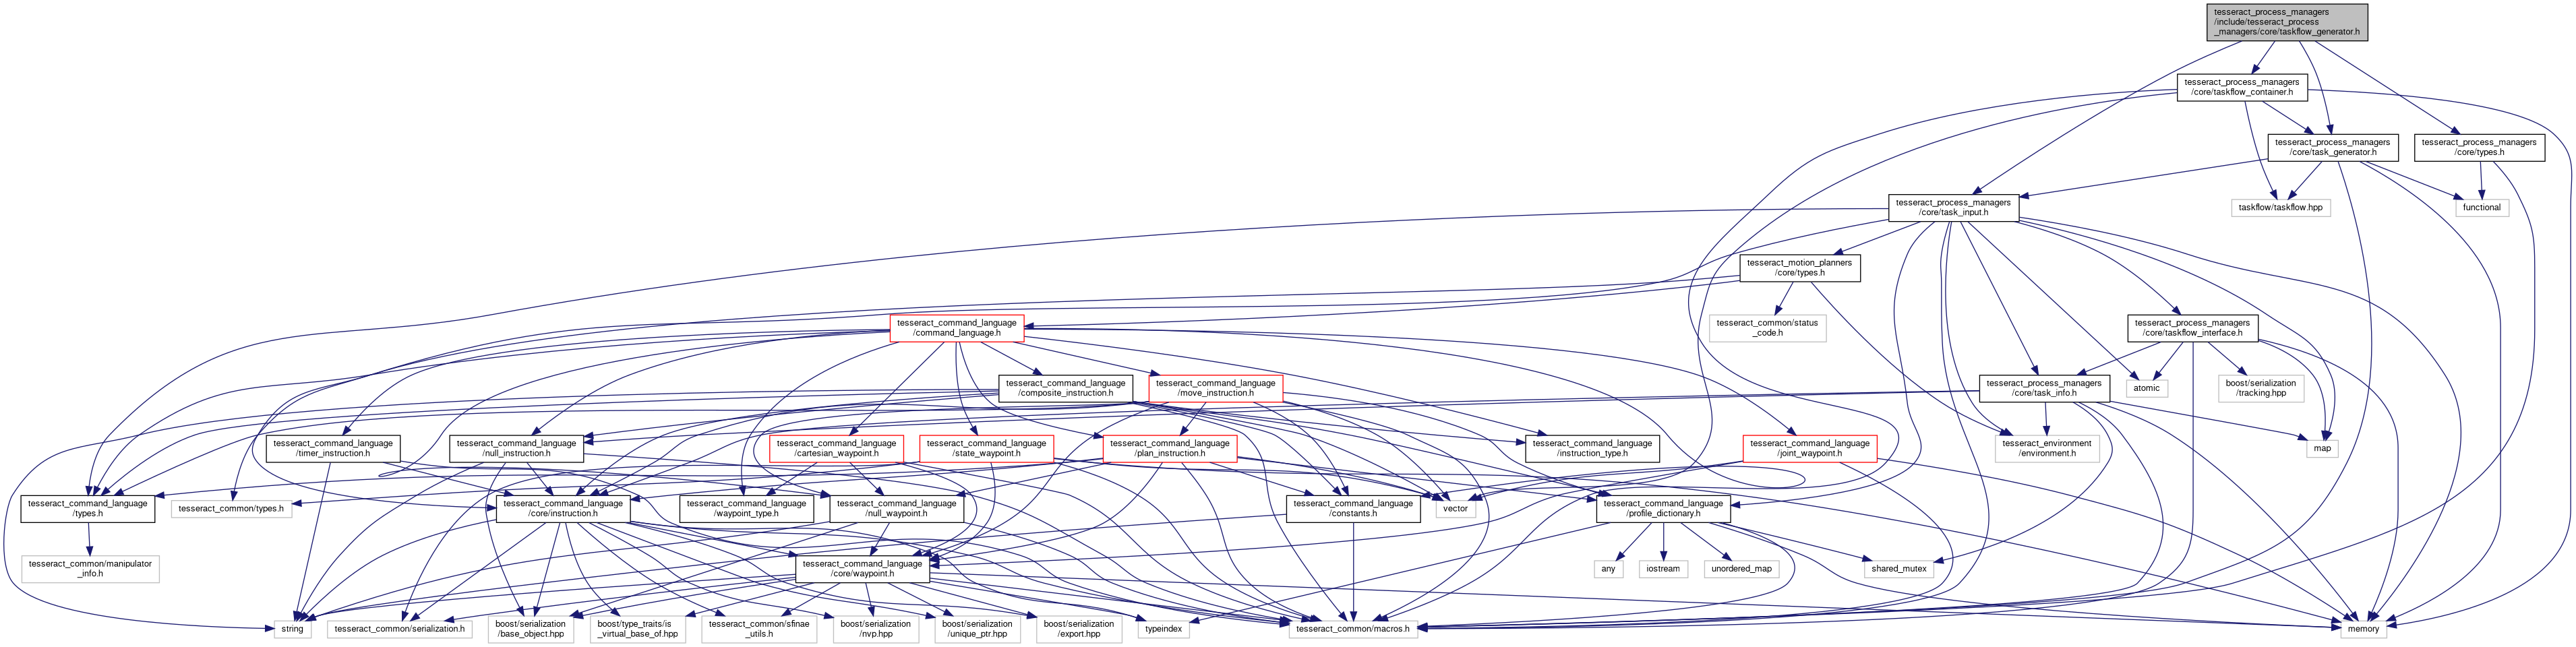 tesseract_process_managers
/include/tesseract_process
_managers/core/taskflow_generator.h
tesseract_process_managers
/core/taskflow_container.h
tesseract_process_managers
/core/task_generator.h
tesseract_process_managers
/core/types.h
tesseract_process_managers
/core/task_input.h
taskflow/taskflow.hpp
functional
tesseract_motion_planners
/core/types.h
tesseract_command_language
/command_language.h
tesseract_common/status
_code.h
tesseract_process_managers
/core/taskflow_interface.h
tesseract_command_language
/composite_instruction.h
tesseract_command_language
/move_instruction.h
tesseract_process_managers
/core/task_info.h
atomic
boost/serialization
/tracking.hpp
tesseract_command_language
/timer_instruction.h
tesseract_command_language
/null_instruction.h
tesseract_command_language
/cartesian_waypoint.h
tesseract_command_language
/state_waypoint.h
tesseract_command_language
/plan_instruction.h
tesseract_command_language
/instruction_type.h
tesseract_command_language
/joint_waypoint.h
tesseract_environment
/environment.h
map
tesseract_command_language
/types.h
tesseract_common/types.h
tesseract_command_language
/core/instruction.h
tesseract_command_language
/waypoint_type.h
tesseract_command_language
/null_waypoint.h
tesseract_command_language
/constants.h
vector
tesseract_command_language
/profile_dictionary.h
tesseract_common/manipulator
_info.h
tesseract_command_language
/core/waypoint.h
any
iostream
unordered_map
shared_mutex
string
tesseract_common/serialization.h
boost/serialization
/base_object.hpp
boost/type_traits/is
_virtual_base_of.hpp
tesseract_common/sfinae
_utils.h
boost/serialization
/nvp.hpp
boost/serialization
/unique_ptr.hpp
boost/serialization
/export.hpp
typeindex
tesseract_common/macros.h
memory